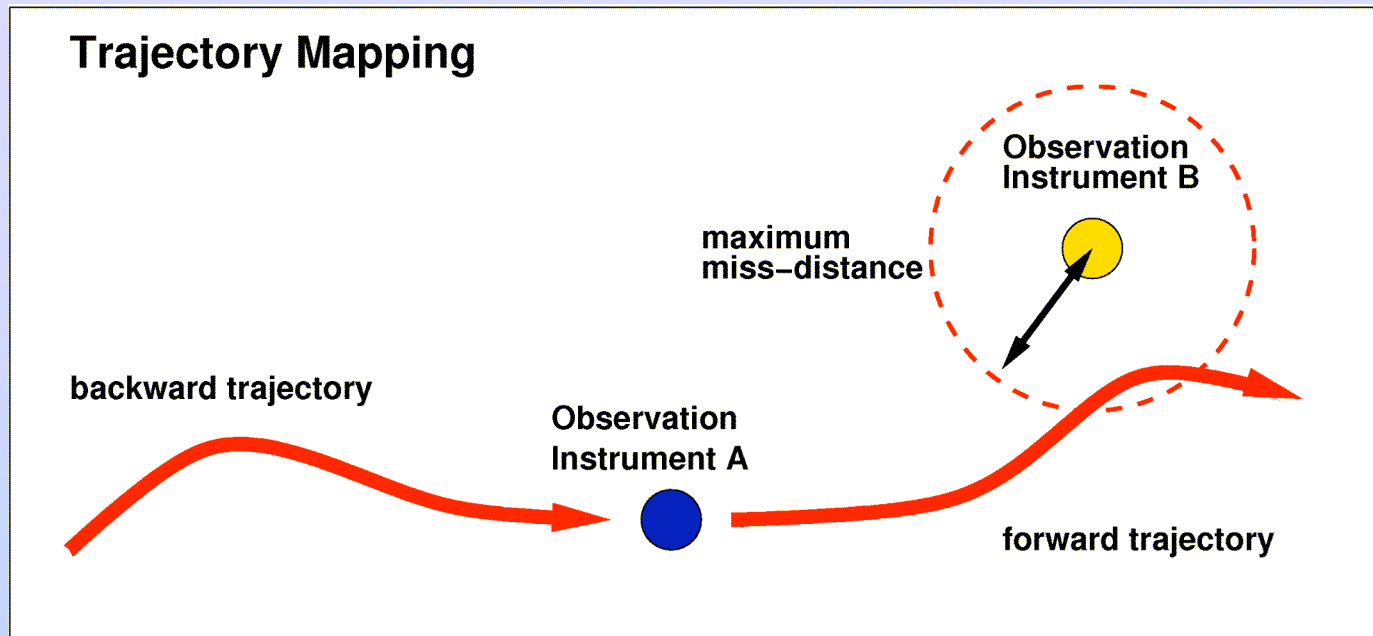 Trajectory Mapping
Observation
Instrument B
maximum
miss−distance
backward trajectory
Observation
Instrument A
forward trajectory